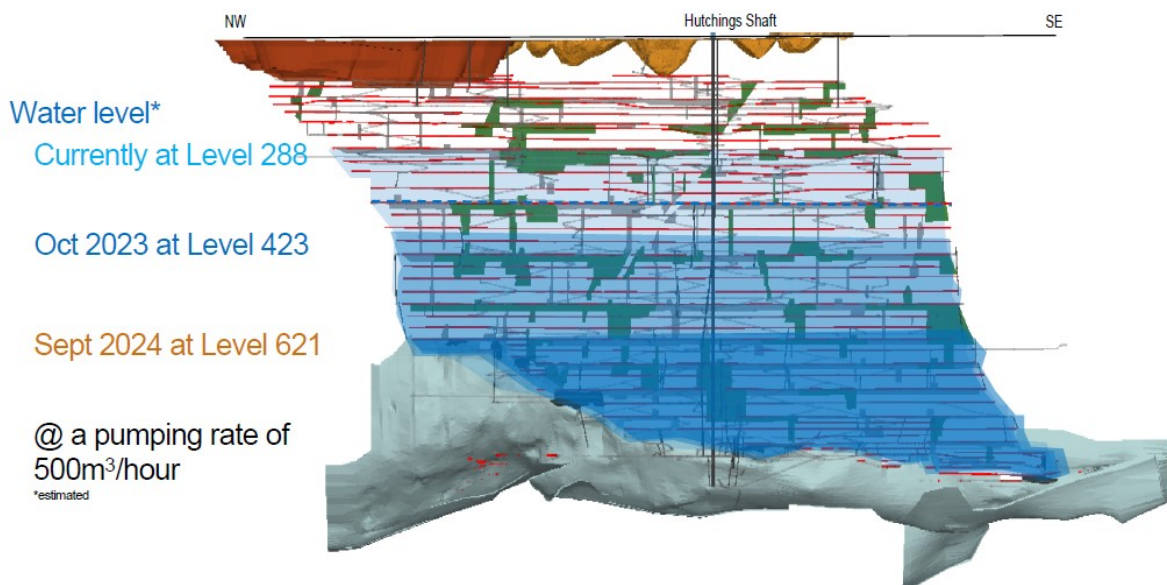 NW
Hutchings Shaft
SE
Water level*
Currently at Level 288
Oct 2023 at Level 423
Sept 2024 at Level 621
@ a pumping rate of
500m³/hour
*estimated